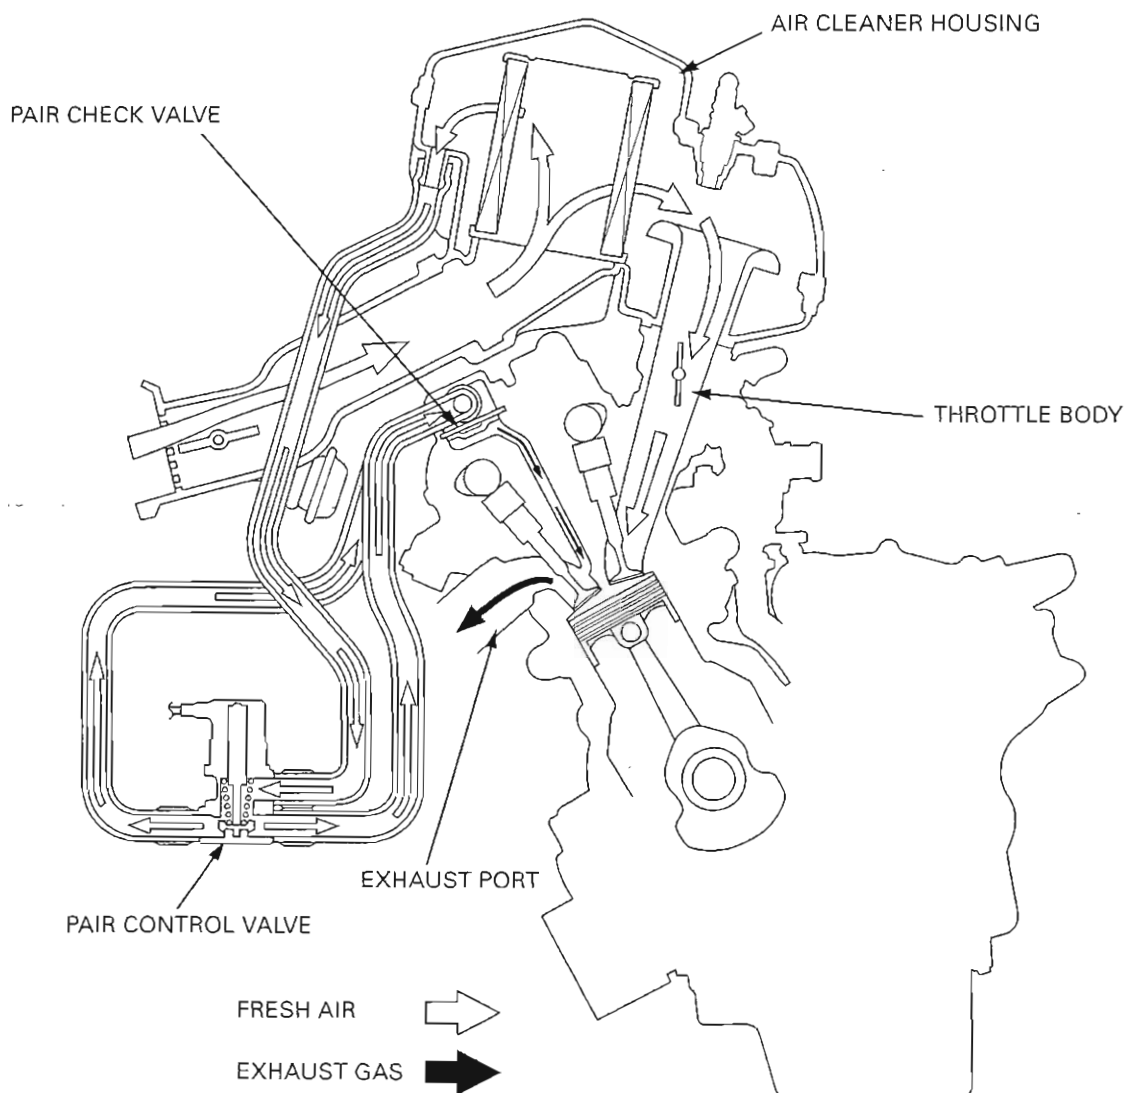 AIR CLEANER HOUSING
PAIR CHECK VALVE
THROTTLE BODY
EXHAUST PORT
PAIR CONTROL VALVE
FRESH AIR
EXHAUST GAS